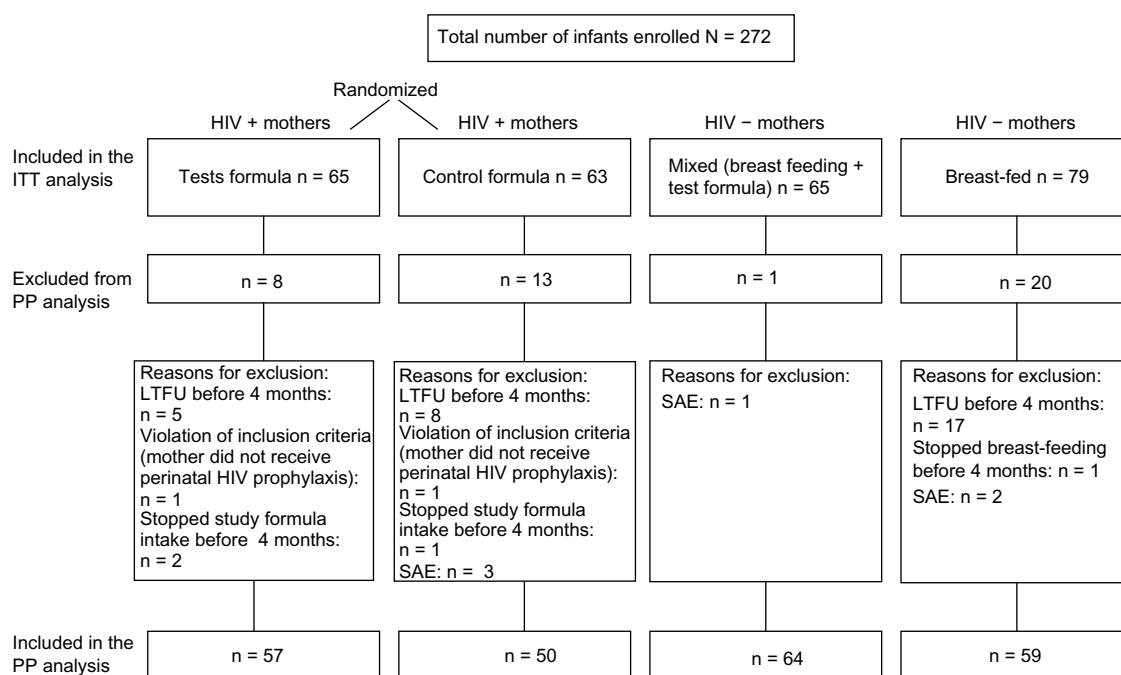 Total number of infants enrolled N = 272
Randomized
HIV + mothers
HIV + mothers
HIV − mothers
HIV − mothers
Included in the
ITT analysis
Tests formula n = 65
Control formula n = 63
Mixed (breast feeding +
test formula) n = 65
Breast-fed n = 79
Excluded from
PP analysis
n = 8
n = 13
n = 1
n = 20
Reasons for exclusion:
LTFU before 4 months:
n = 5
Violation of inclusion criteria
(mother did not receive
perinatal HIV prophylaxis):
n = 1
Stopped study formula
intake before 4 months:
n = 2
Reasons for exclusion:
LTFU before 4 months:
n = 8
Violation of inclusion criteria
(mother did not receive
perinatal HIV prophylaxis):
n = 1
Stopped study formula
intake before 4 months:
n = 1
SAE: n = 3
Reasons for exclusion:
SAE: n = 1
Reasons for exclusion:
LTFU before 4 months:
n = 17
Stopped breast-feeding
before 4 months: n = 1
SAE: n = 2
Included in the
PP analysis
n = 57
n = 50
n = 64
n = 59